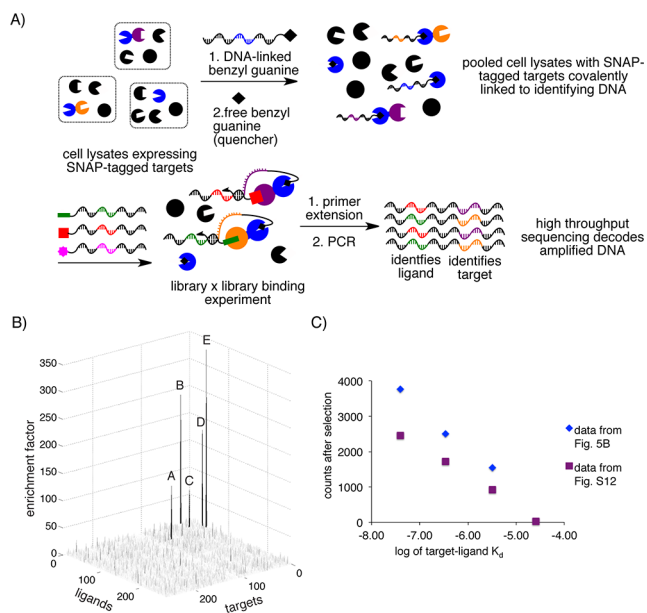 A)
1. DNA-linked
benzyl guanine
2.free benzyl
guanine
(quencher)
pooled cell lysates with SNAP-
tagged targets covalently
linked to identifying DNA
cell lysates expressing
SNAP-tagged targets
library x library binding
experiment
1. primer
extension
2. PCR
identfies
ligand
identifies
target
high throughput
sequencing decodes
amplified DNA
B)
enrichment factor
350
300
250
200
150
100
50
0
0
100
200
ligands
200
100
0
targets
A
B
C
D
E
C)
counts after selection
4000
3000
2000
1000
0
-8.00
-7.00
-6.00
-5.00
-4.00
log of target-ligand Kd
data from
Fig. 5B
data from
Fig. S12